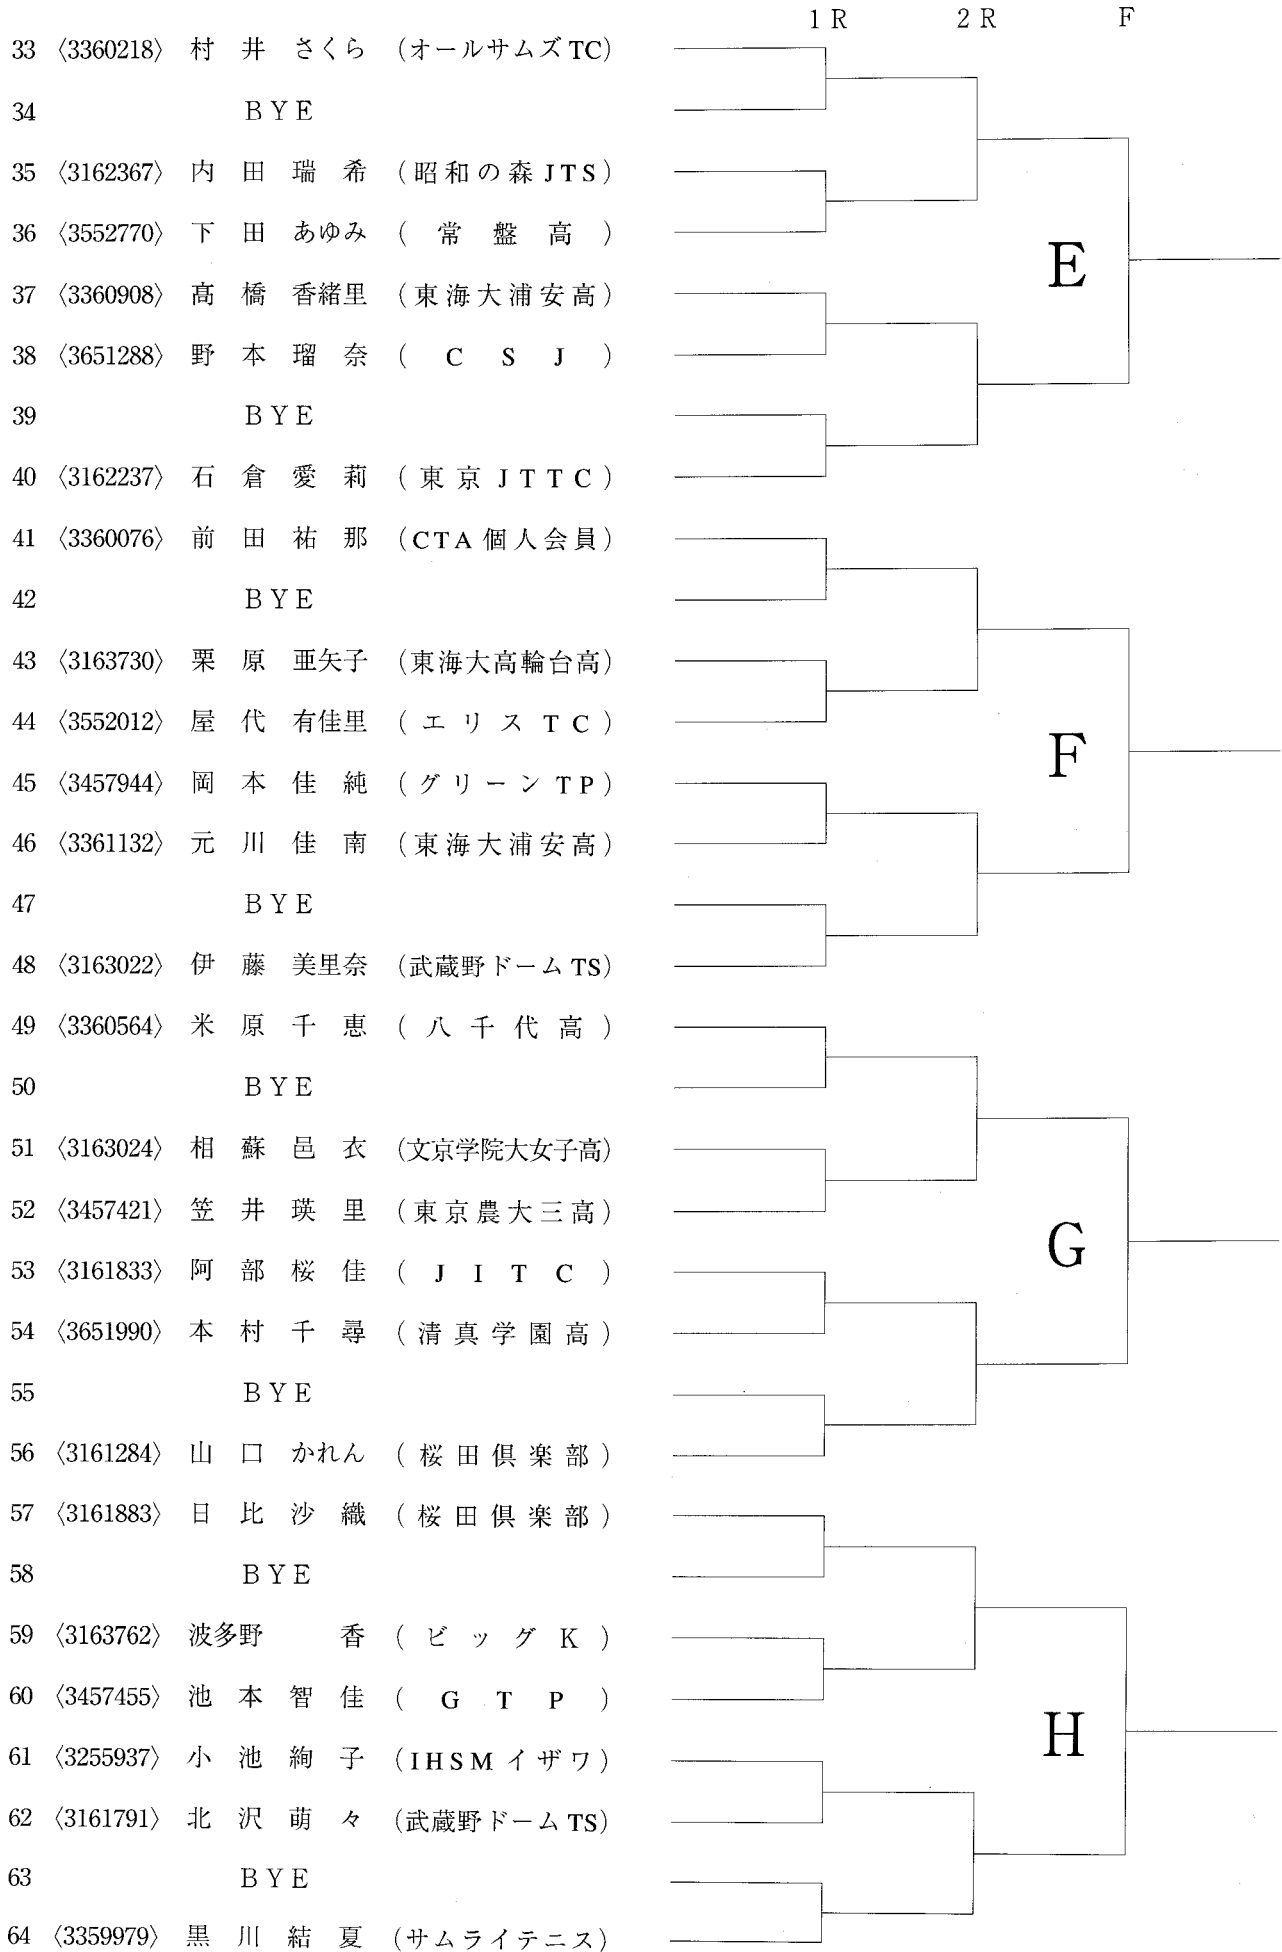 1R 2R F
33 〈3360218〉 村井 さくら (オールサムズTC)
34 BYE
35 〈3162367〉 内田 瑞希 (昭和の森JTS)
36 〈3552770〉 下田 あゆみ (常盤高)
37 〈3360908〉 髙橋 香緒里 (東海大浦安高)
38 〈3651288〉 野本 瑠奈 (CSJ)
39 BYE
40 〈3162237〉 石倉 愛莉 (東京JTTC)
E
41 〈3360076〉 前田 祐那 (CTA個人会員)
42 BYE
43 〈3163730〉 栗原 亜矢子 (東海大高輪台高)
44 〈3552012〉 屋代 有佳里 (エリスTC)
45 〈3457944〉 岡本 佳純 (グリーンTP)
46 〈3361132〉 元川 佳南 (東海大浦安高)
47 BYE
48 〈3163022〉 伊藤 美里奈 (武蔵野ドームTS)
F
49 〈3360564〉 米原 千恵 (八千代高)
50 BYE
51 〈3163024〉 相蘇 邑衣 (文京学院大女子高)
52 〈3457421〉 笠井 瑛里 (東京農大三高)
53 〈3161833〉 阿部 桜佳 (JITC)
54 〈3651990〉 本村 千尋 (清真学園高)
55 BYE
56 〈3161284〉 山口 かれん (桜田倶楽部)
G
57 〈3161883〉 日比 沙織 (桜田倶楽部)
58 BYE
59 〈3163762〉 波多野 香 (ビッグK)
60 〈3457455〉 池本 智佳 (GTP)
61 〈3255937〉 小池 絢子 (IHSMイザワ)
62 〈3161791〉 北沢 萌々 (武蔵野ドームTS)
63 BYE
64 〈3359979〉 黒川 結夏 (サムライテニス)
H